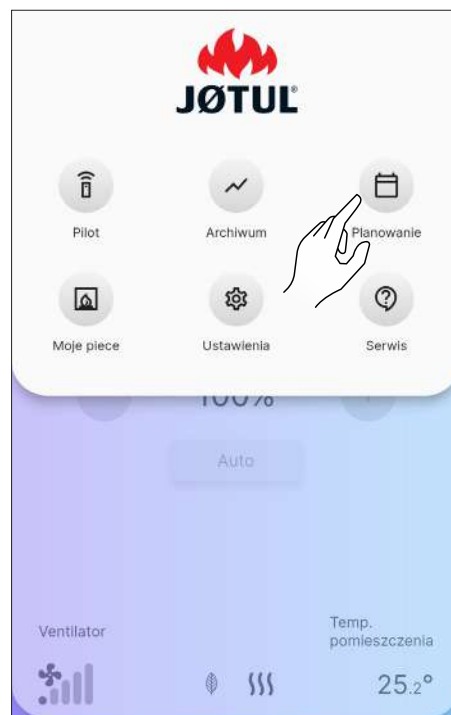 JØTUL
Pilot
Archiwum
Planowanie
Moje piece
Ustawienia
Serwis
100%
Auto
Ventilator
Temp.
pomieszczenia
25.2°